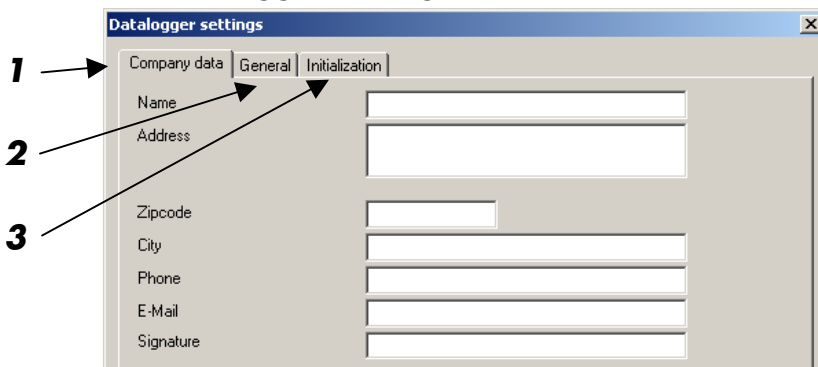 Datalogger settings
1
Company data General Initialization
Name
2
Address
Zipcode
3
City
Phone
E-Mail
Signature